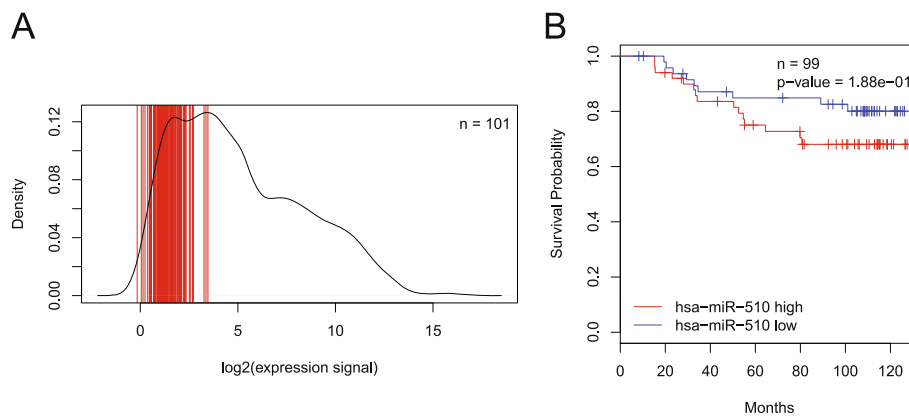 A
n = 101
Density
0.00
0.04
0.08
0.12
0
5
10
15
log2(expression signal)
B
n = 99
p−value = 1.88e−01
Survival Probability
0.0
0.2
0.4
0.6
0.8
1.0
hsa−miR−510 high
hsa−miR−510 low
0
20
40
60
80
100
120
Months